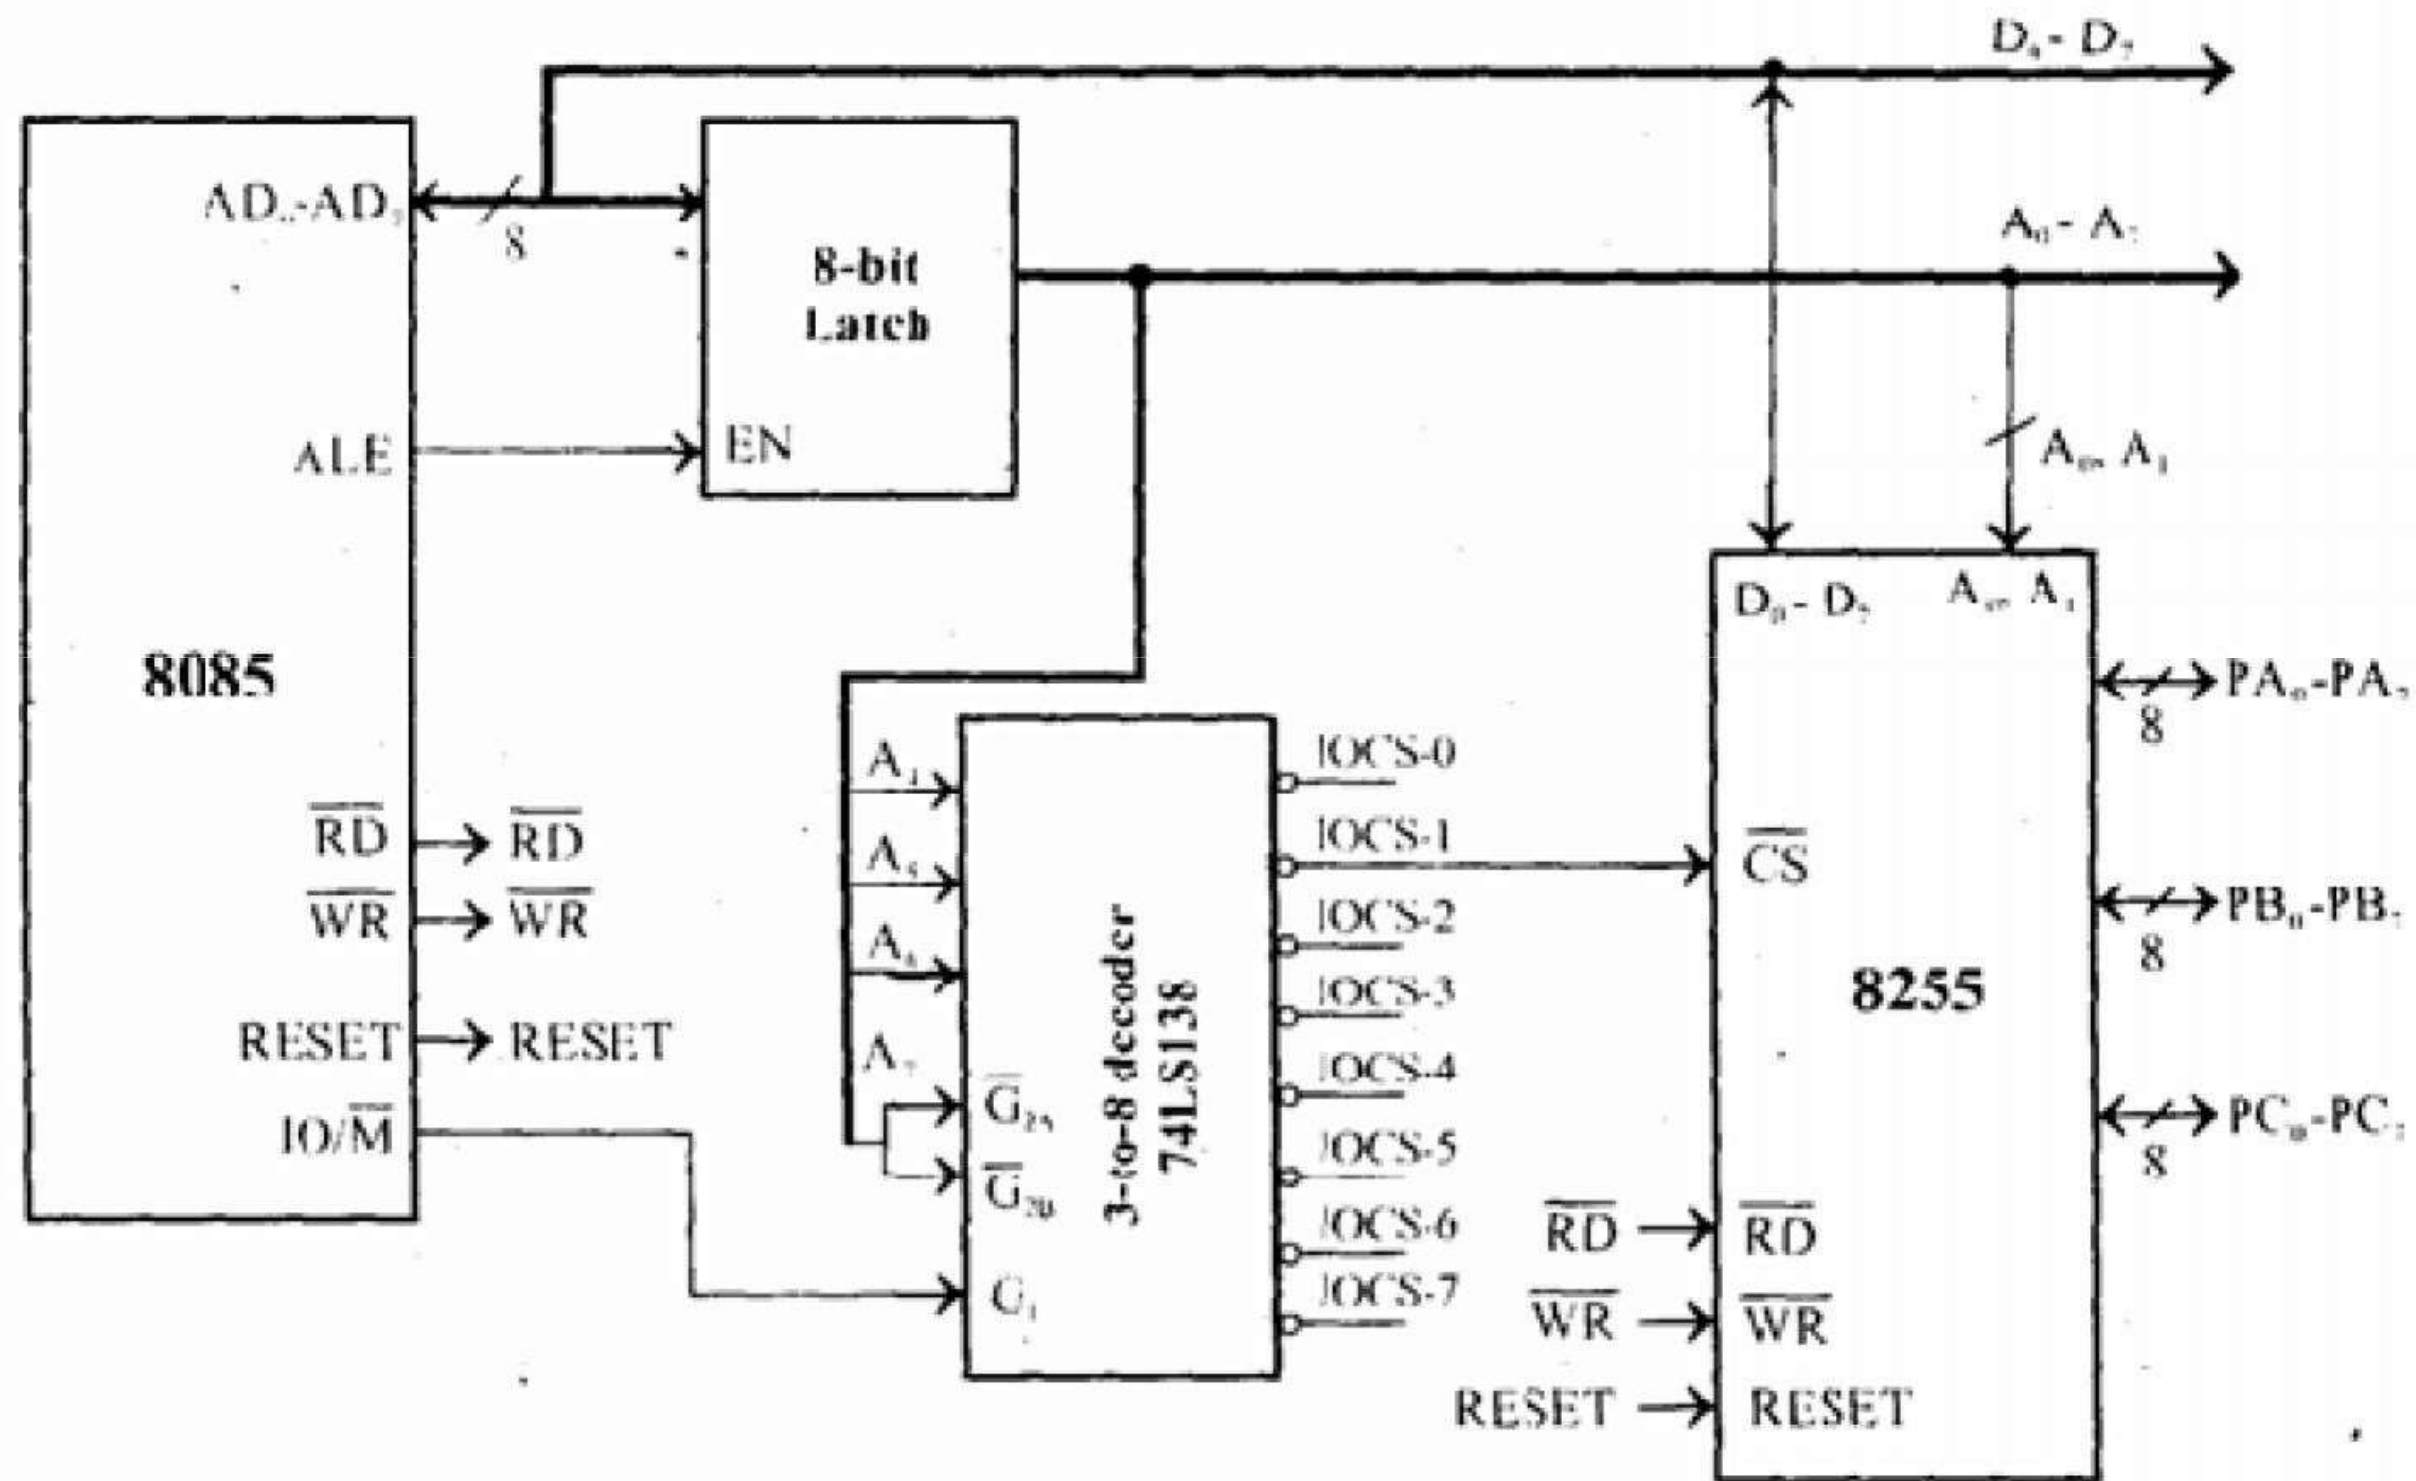 D₀ - D₇
AD₀-AD₇
8
8-bit
Latch
A₀ - A₇
ALE
EN
A₀, A₁
D₀ - D₇
A₀, A₁
8085
PA₀-PA₇
8
A₄
IOCS-0
RD
RD
A₅
IOCS-1
CS
WR
WR
A₆
IOCS-2
PB₀-PB₇
8
3-to-8 decoder
74LS138
IOCS-3
8255
RESET
RESET
A₇
IOCS-4
IO/M
G₂A
PC₀-PC₇
8
IOCS-5
G₂B
IOCS-6
RD
RD
G₁
IOCS-7
WR
WR
RESET
RESET